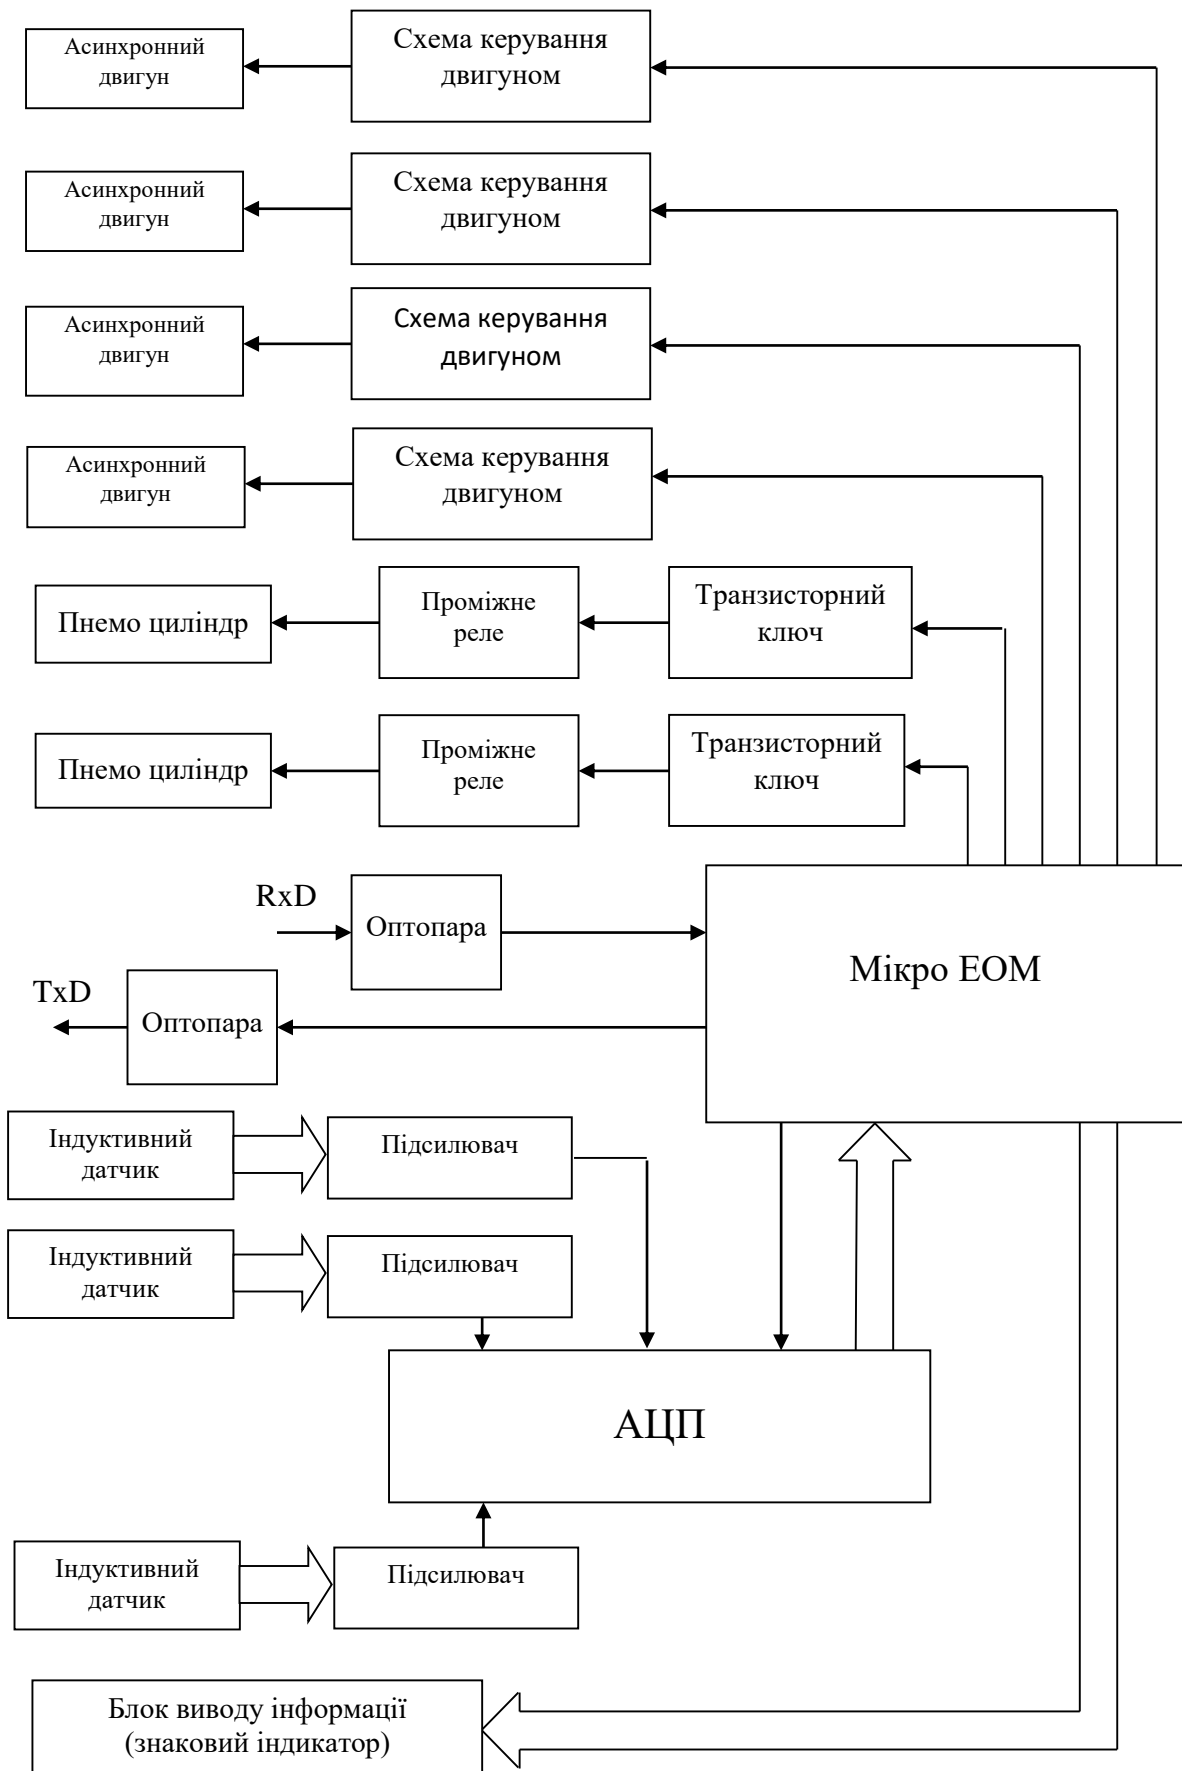 Асинхронний
двигун
Схема керування
двигуном
Асинхронний
двигун
Схема керування
двигуном
Асинхронний
двигун
Схема керування
двигуном
Асинхронний
двигун
Схема керування
двигуном
Пнемо циліндр
Проміжне
реле
Транзисторний
ключ
Пнемо циліндр
Проміжне
реле
Транзисторний
ключ
RxD
Оптопара
Мікро ЕОМ
TxD
Оптопара
Індуктивний
датчик
Підсилювач
Індуктивний
датчик
Підсилювач
АЦП
Індуктивний
датчик
Підсилювач
Блок виводу інформації
(знаковий індикатор)